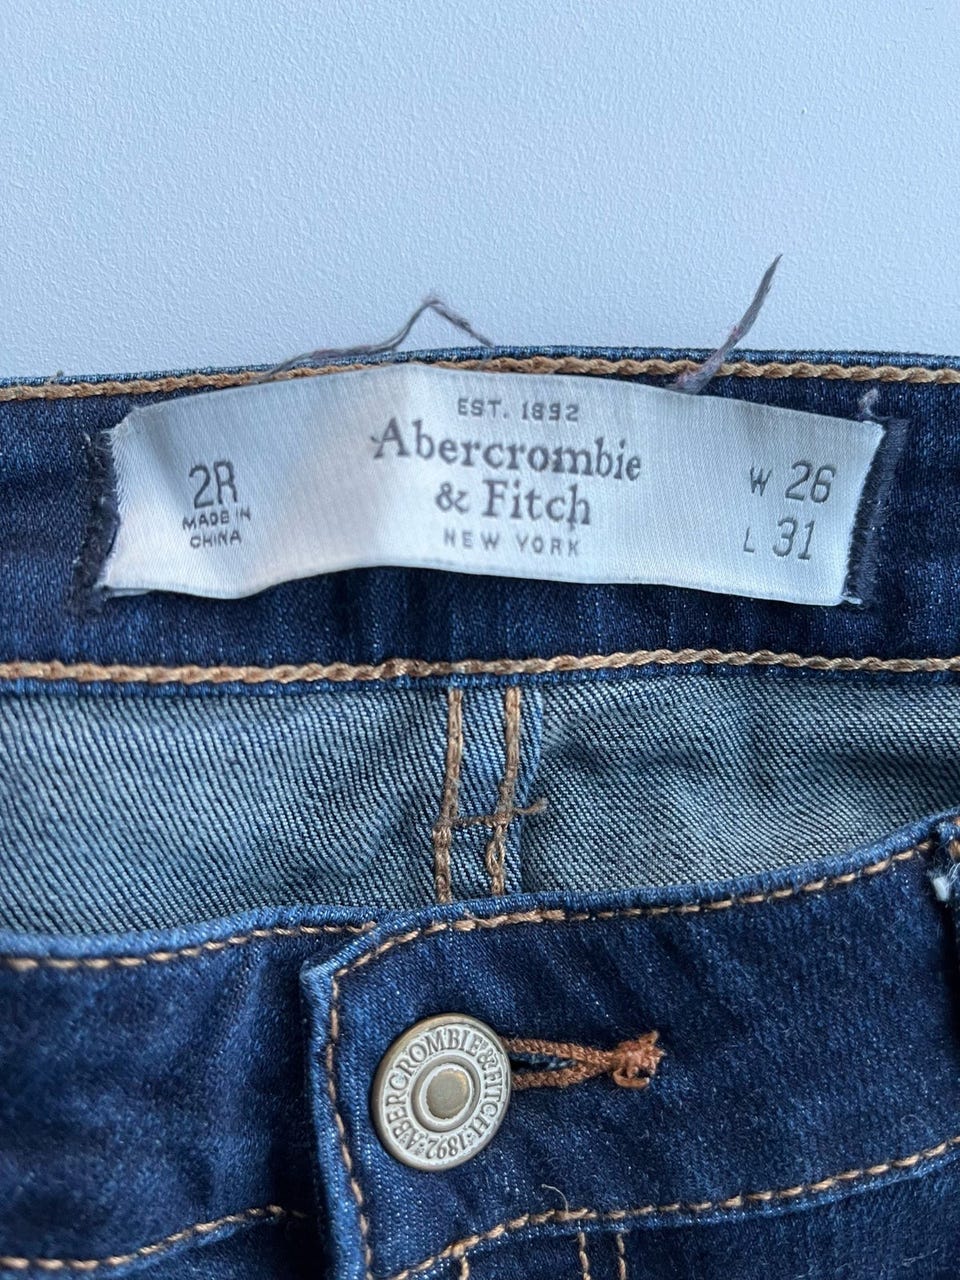 EST. 1892
Abercrombie
& Fitch
NEW YORK
2R
MADE IN
CHINA
W 26
L 31
ABERCROMBIE & FITCH · 1892 ·